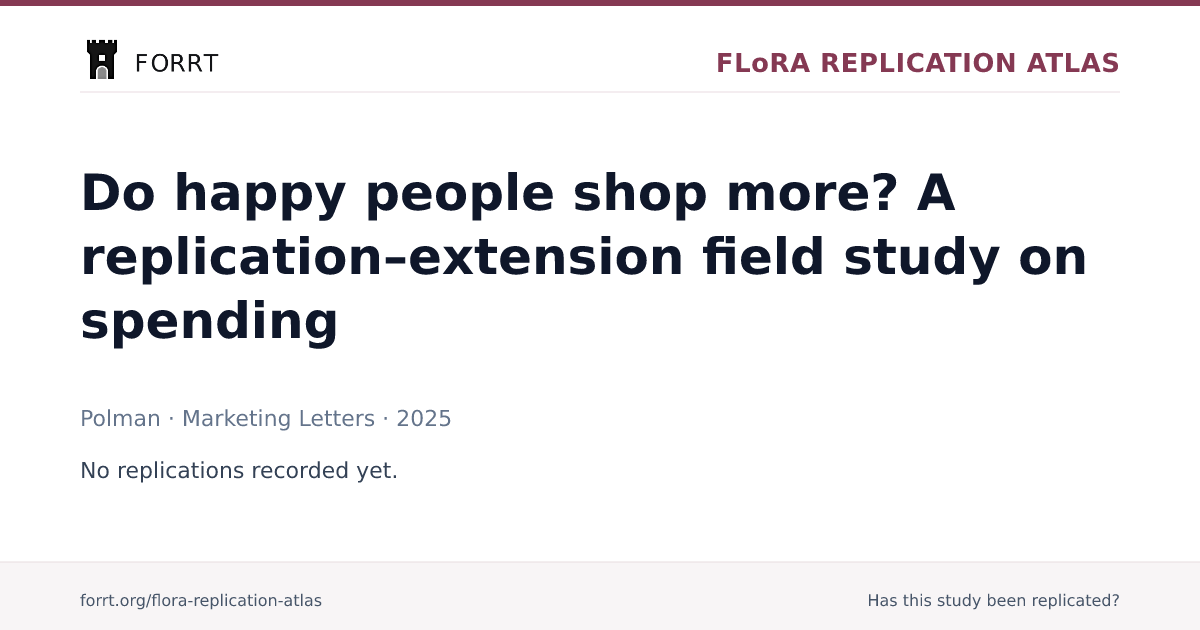 FORRT
FLoRA REPLICATION ATLAS
Do happy people shop more? A
replication–extension field study on
spending
Polman · Marketing Letters · 2025
No replications recorded yet.
forrt.org/flora-replication-atlas
Has this study been replicated?